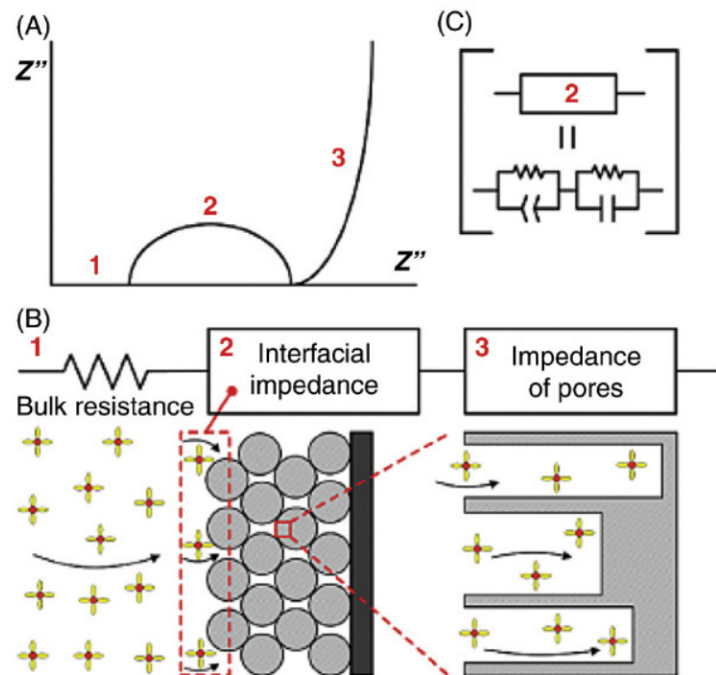 (A)
Z”
1
2
3
Z”
(C)
2
(B)
1
Bulk resistance
2
Interfacial
impedance
3
Impedance
of pores